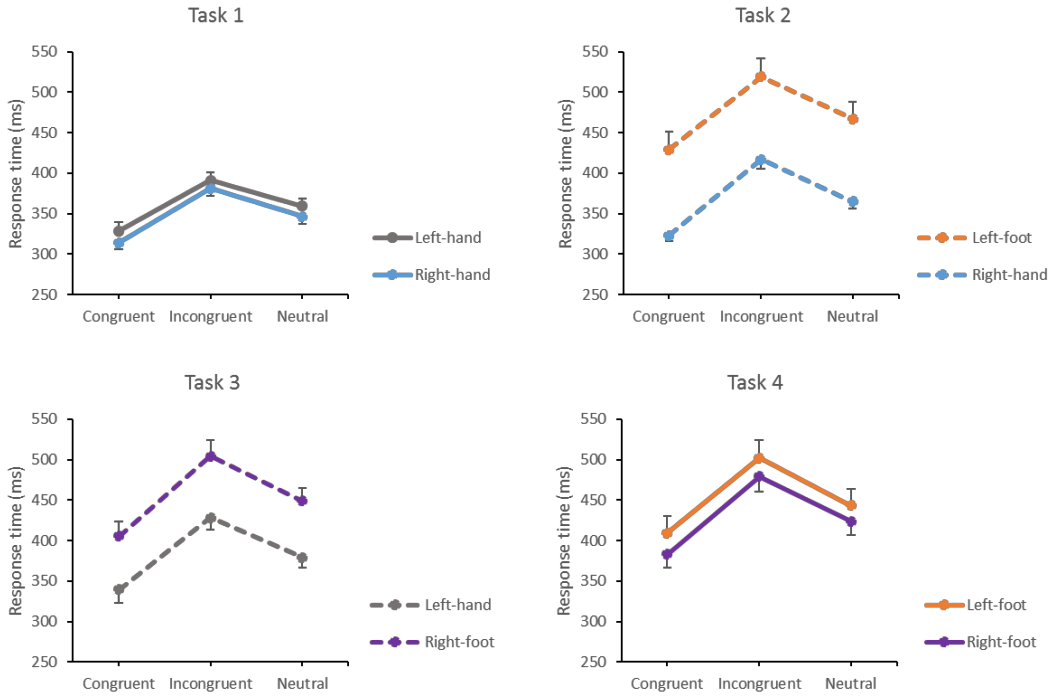 Task 1
Response time (ms)
550
500
450
400
350
300
250
Congruent Incongruent Neutral
Left-hand
Right-hand
Task 2
Response time (ms)
550
500
450
400
350
300
250
Congruent Incongruent Neutral
Left-foot
Right-hand
Task 3
Response time (ms)
550
500
450
400
350
300
250
Congruent Incongruent Neutral
Left-hand
Right-foot
Task 4
Response time (ms)
550
500
450
400
350
300
250
Congruent Incongruent Neutral
Left-foot
Right-foot